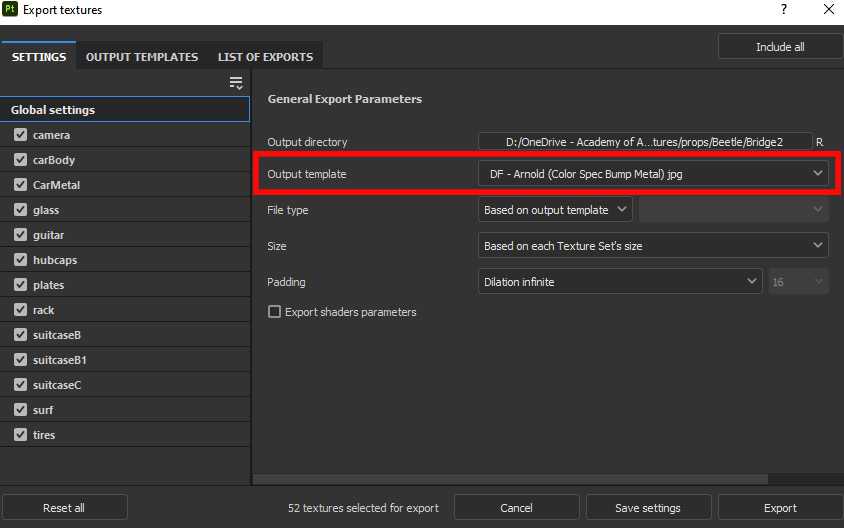 Pt Export textures ?
Include all
SETTINGS OUTPUT TEMPLATES LIST OF EXPORTS
Global settings
camera
carBody
CarMetal
glass
guitar
hubcaps
plates
rack
suitcaseB
suitcaseB1
suitcaseC
surf
tires
General Export Parameters
Output directory D:/OneDrive - Academy of A...tures/props/Beetle/Bridge2 R
Output template DF - Arnold (Color Spec Bump Metal) jpg
File type Based on output template
Size Based on each Texture Set's size
Padding Dilation infinite 16
Export shaders parameters
Reset all 52 textures selected for export Cancel Save settings Export